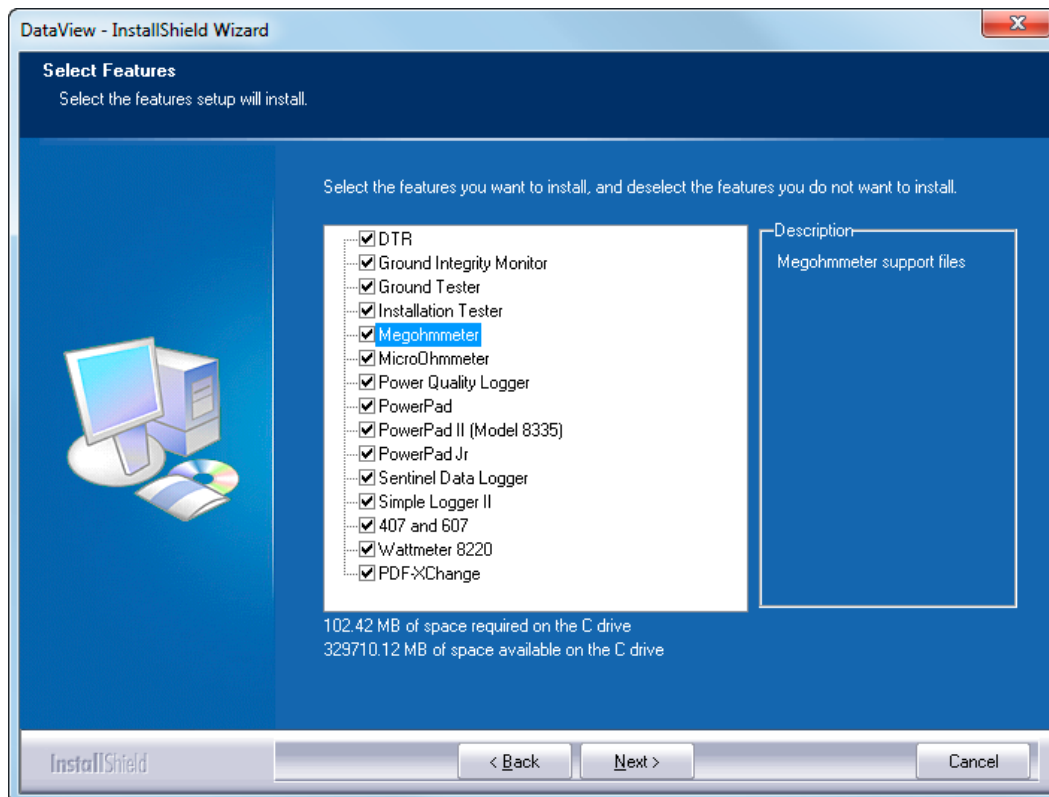 DataView - InstallShield Wizard
Select Features
Select the features setup will install.
Select the features you want to install, and deselect the features you do not want to install.
DTR
Ground Integrity Monitor
Ground Tester
Installation Tester
Megohmmeter
MicroOhmmeter
Power Quality Logger
PowerPad
PowerPad II (Model 8335)
PowerPad Jr
Sentinel Data Logger
Simple Logger II
407 and 607
Wattmeter 8220
PDF-XChange
Description
Megohmmeter support files
102.42 MB of space required on the C drive
329710.12 MB of space available on the C drive
InstallShield
< Back
Next >
Cancel